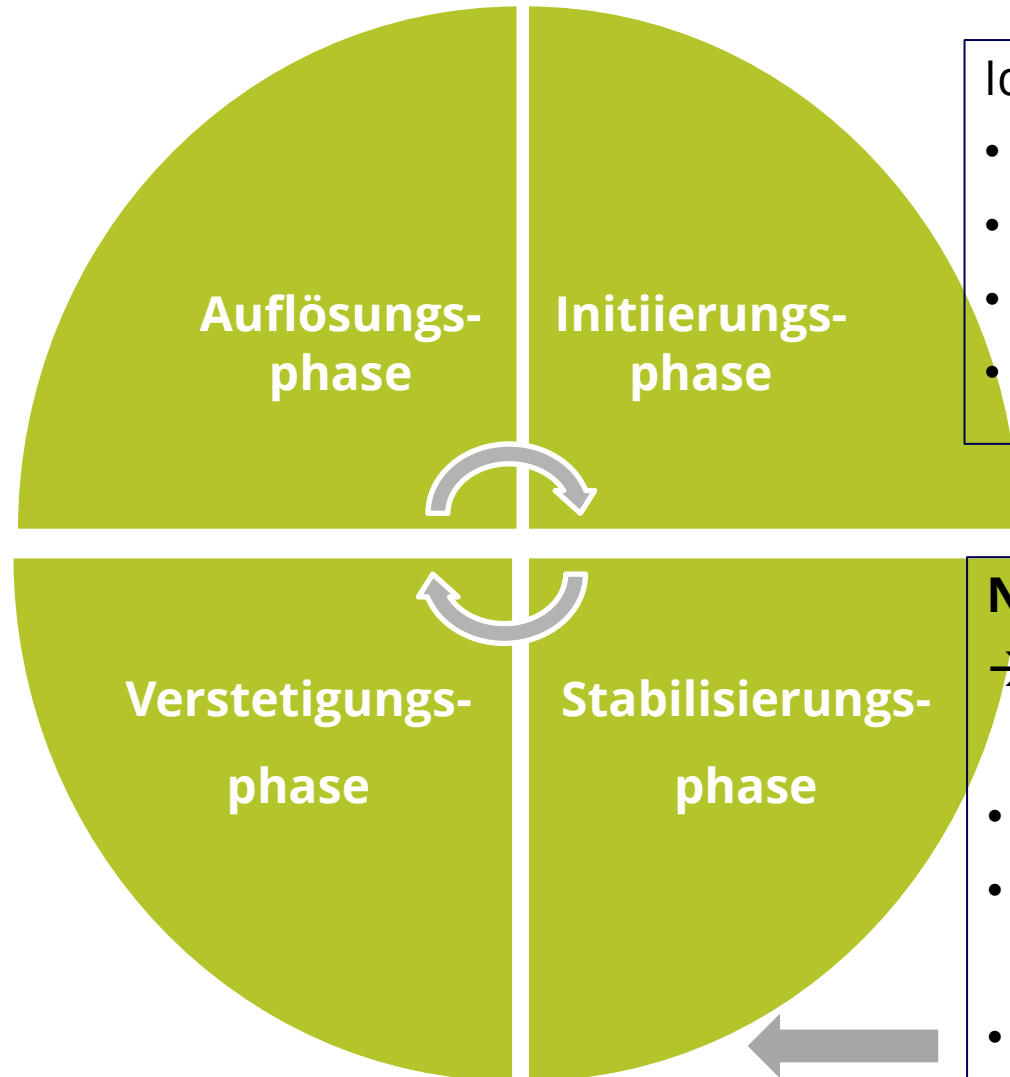 Auflösungs-
phase
Initiierungs-
phase
Verstetigungs-
phase
Stabilisierungs-
phase